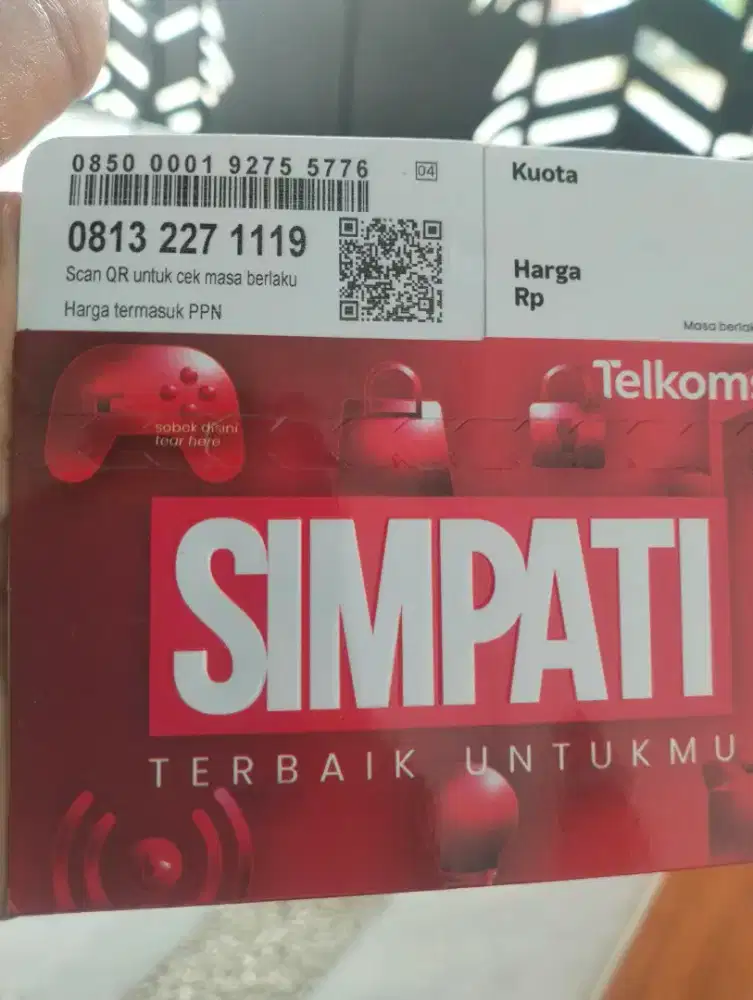 0850 0001 9275 5776
04
0813 227 1119
Scan QR untuk cek masa berlaku
Harga termasuk PPN
Kuota
Harga
Rp
Masa
Telkoms
sobek disini
tear here
SIMPATI
TERBAIK UNTUKMU